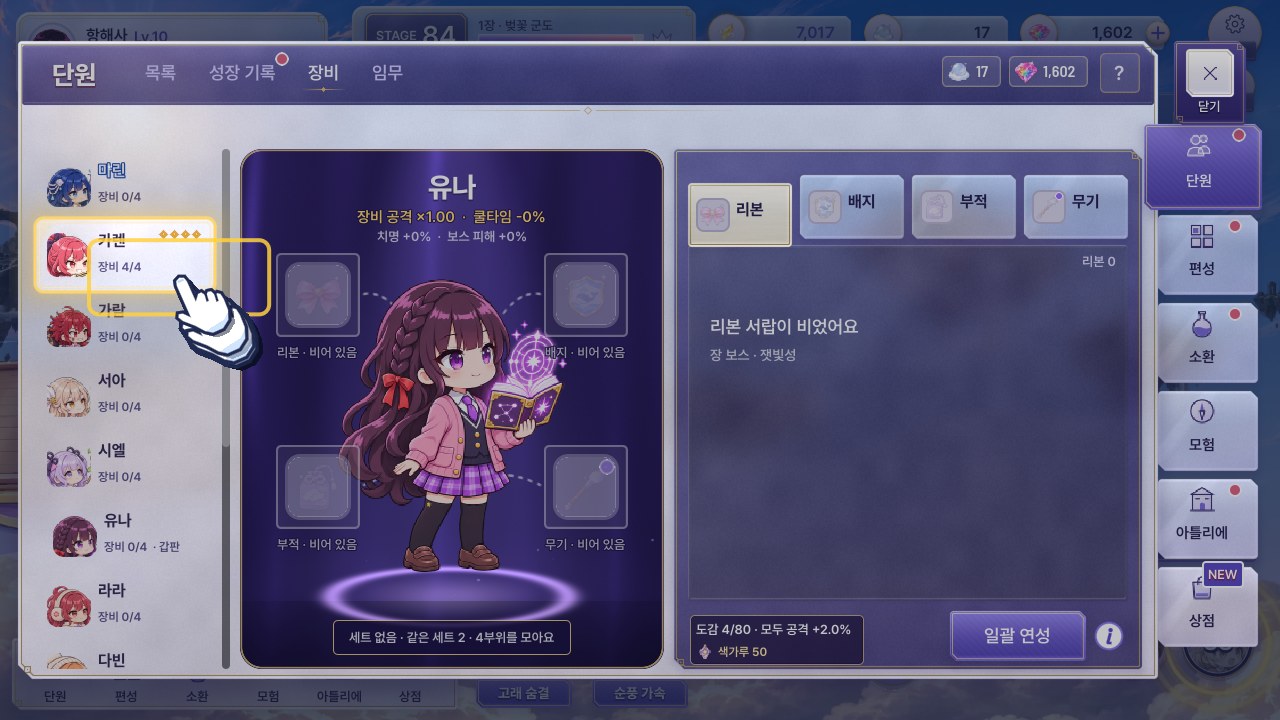 항해사 Lv.10
STAGE 84
1장 · 벚꽃 군도
7,017
17
1,602
단원
목록
성장 기록
장비
임무
17
1,602
?
닫기
마린
장비 0/4
가렌
장비 4/4
가람
장비 0/4
서아
장비 0/4
시엘
장비 0/4
유나
장비 0/4 · 갑판
라라
장비 0/4
다빈
유나
장비 공격 ×1.00 · 쿨타임 -0%
치명 +0% · 보스 피해 +0%
리본 · 비어 있음
배지 · 비어 있음
부적 · 비어 있음
무기 · 비어 있음
세트 없음 · 같은 세트 2 · 4부위를 모아요
리본
배지
부적
무기
리본 0
리본 서랍이 비었어요
장 보스 · 잿빛성
도감 4/80 · 모두 공격 +2.0%
색가루 50
일괄 연성
i
단원
편성
소환
모험
아틀리에
NEW
상점
단원
편성
소환
모험
아틀리에
상점
고래 숨결
순풍 가속